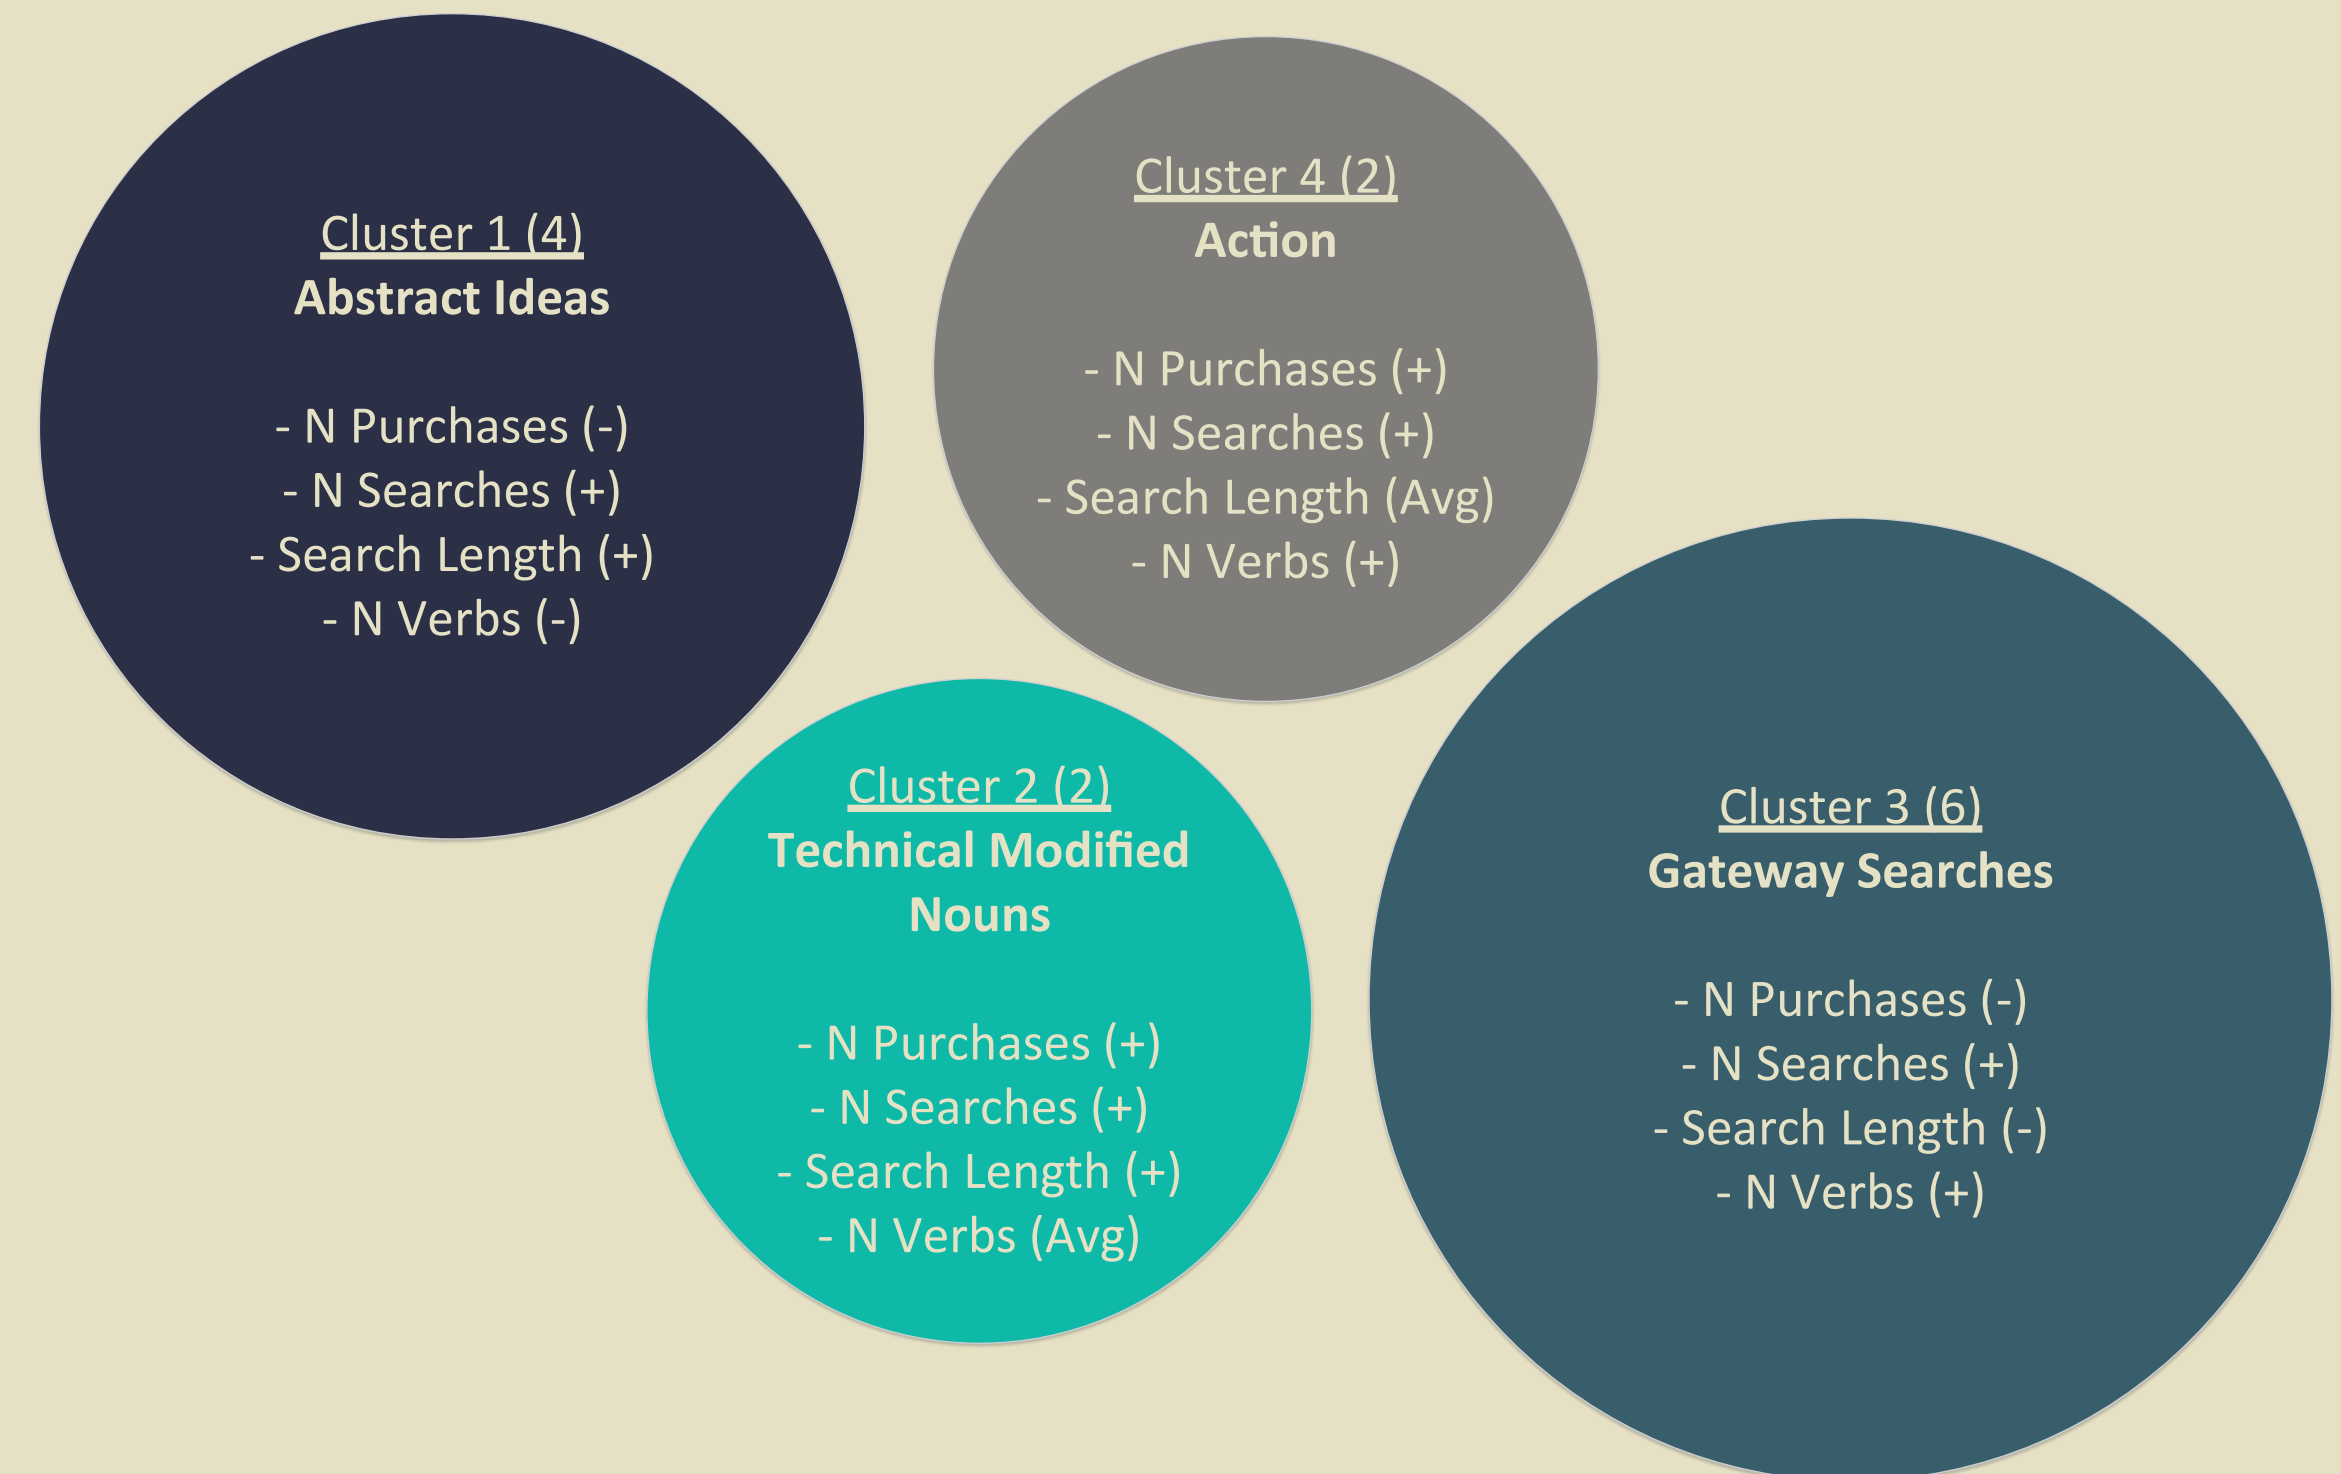 Cluster 1 (4)
Abstract Ideas
- N Purchases (-)
- N Searches (+)
- Search Length (+)
- N Verbs (-)
Cluster 4 (2)
Action
- N Purchases (+)
- N Searches (+)
- Search Length (Avg)
- N Verbs (+)
Cluster 2 (2)
Technical Modified
Nouns
- N Purchases (+)
- N Searches (+)
- Search Length (+)
- N Verbs (Avg)
Cluster 3 (6)
Gateway Searches
- N Purchases (-)
- N Searches (+)
- Search Length (-)
- N Verbs (+)